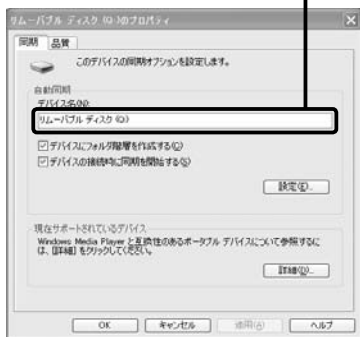 リムーバブル ディスク (Q:)のプロパティ
同期 品質
このデバイスの同期オプションを設定します。
自動同期
デバイス名(N):
リムーバブル ディスク (Q:)
デバイスにフォルダ階層を作成する(C)
デバイスの接続時に同期を開始する(S)
設定(E)...
現在サポートされているデバイス
Windows Media Player と互換性のあるポータブル デバイスについて参照するに
は、[詳細] をクリックしてください。
詳細(D)...
OK キャンセル 適用(A) ヘルプ